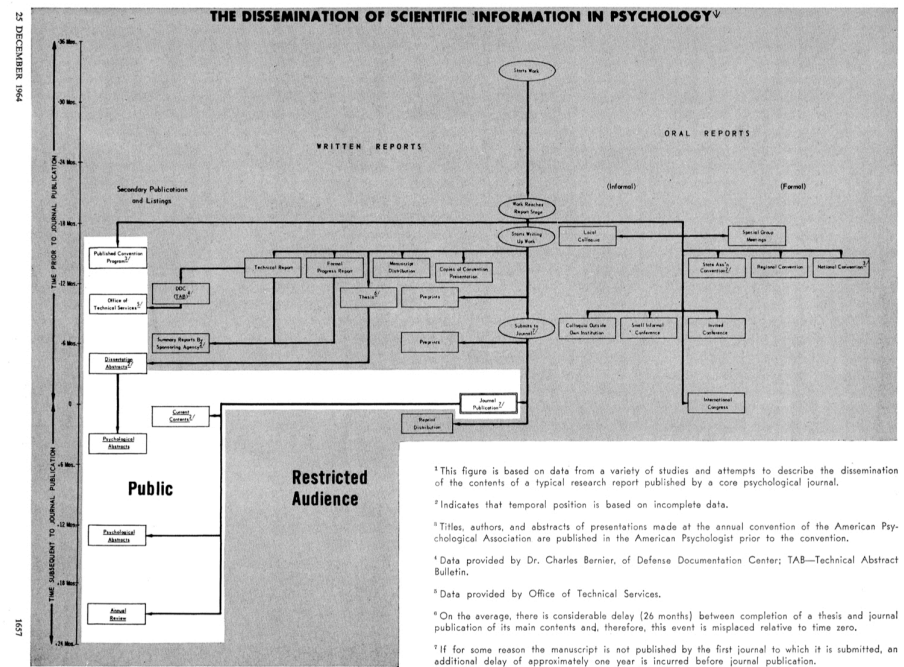 THE DISSEMINATION OF SCIENTIFIC INFORMATION IN PSYCHOLOGY
25 DECEMBER 1964
TIME PRIOR TO JOURNAL PUBLICATION
-36 Mos.
-30 Mos.
-24 Mos.
-18 Mos.
-12 Mos.
-6 Mos.
0
+6 Mos.
+12 Mos.
+18 Mos.
+24 Mos.
TIME SUBSEQUENT TO JOURNAL PUBLICATION
Starts Work
WRITTEN REPORTS
ORAL REPORTS
Secondary Publications
and Listings
(Informal)
(Formal)
Work Reaches
Report Stage
Starts Writing
Up Work
Local
Colloquia
Special Group
Meetings
Published Convention
Program 3/
Technical Report
Formal
Progress Report
Manuscript
Distribution
Copies of Convention
Presentation
State Ass'n
Convention
Regional Convention
National Convention 3/
DDC
(TAB) 4/
Thesis 6/
Preprints
Office of
Technical Services 5/
Summary Reports By
Sponsoring Agency 2/
Preprints
Submits to
Journal 7/
Colloquia Outside
Own Institution
Small Informal
Conference
Invited
Conference
Dissertation
Abstracts
Current
Contents 2/
Journal
Publication 2/
Reprint
Distribution
International
Congress
Psychological
Abstracts
Public
Restricted
Audience
Psychological
Abstracts
Annual
Review
1 This figure is based on data from a variety of studies and attempts to describe the dissemination
of the contents of a typical research report published by a core psychological journal.
2 Indicates that temporal position is based on incomplete data.
3 Titles, authors, and abstracts of presentations made at the annual convention of the American Psy-
chological Association are published in the American Psychologist prior to the convention.
4 Data provided by Dr. Charles Bernier, of Defense Documentation Center; TAB—Technical Abstract
Bulletin.
5 Data provided by Office of Technical Services.
6 On the average, there is considerable delay (26 months) between completion of a thesis and journal
publication of its main contents and, therefore, this event is misplaced relative to time zero.
7 If for some reason the manuscript is not published by the first journal to which it is submitted, an
additional delay of approximately one year is incurred before journal publication.
1657